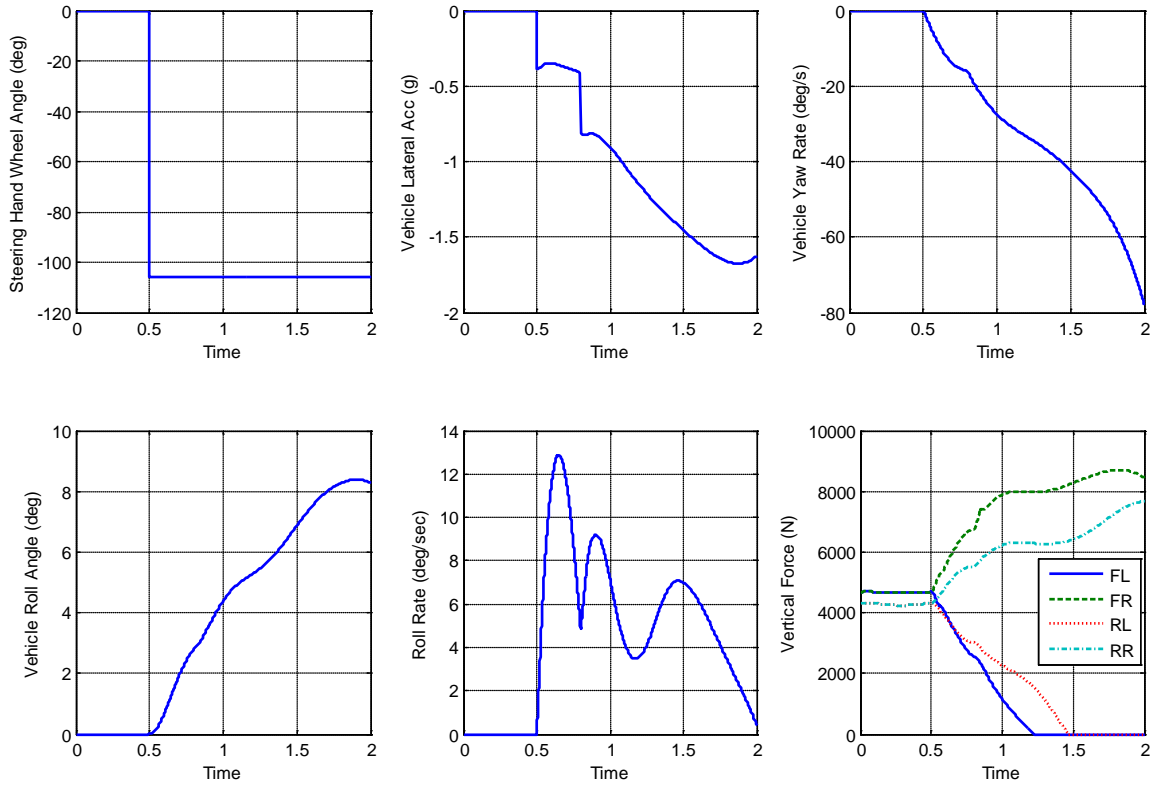 Steering Hand Wheel Angle (deg)
0
-20
-40
-60
-80
-100
-120
0 0.5 1 1.5 2
Time
Vehicle Lateral Acc (g)
0
-0.5
-1
-1.5
-2
0 0.5 1 1.5 2
Time
Vehicle Yaw Rate (deg/s)
0
-20
-40
-60
-80
0 0.5 1 1.5 2
Time
Vehicle Roll Angle (deg)
10
8
6
4
2
0
0 0.5 1 1.5 2
Time
Roll Rate (deg/sec)
14
12
10
8
6
4
2
0
0 0.5 1 1.5 2
Time
Vertical Force (N)
10000
8000
6000
4000
2000
0
0 0.5 1 1.5 2
Time
FL
FR
RL
RR